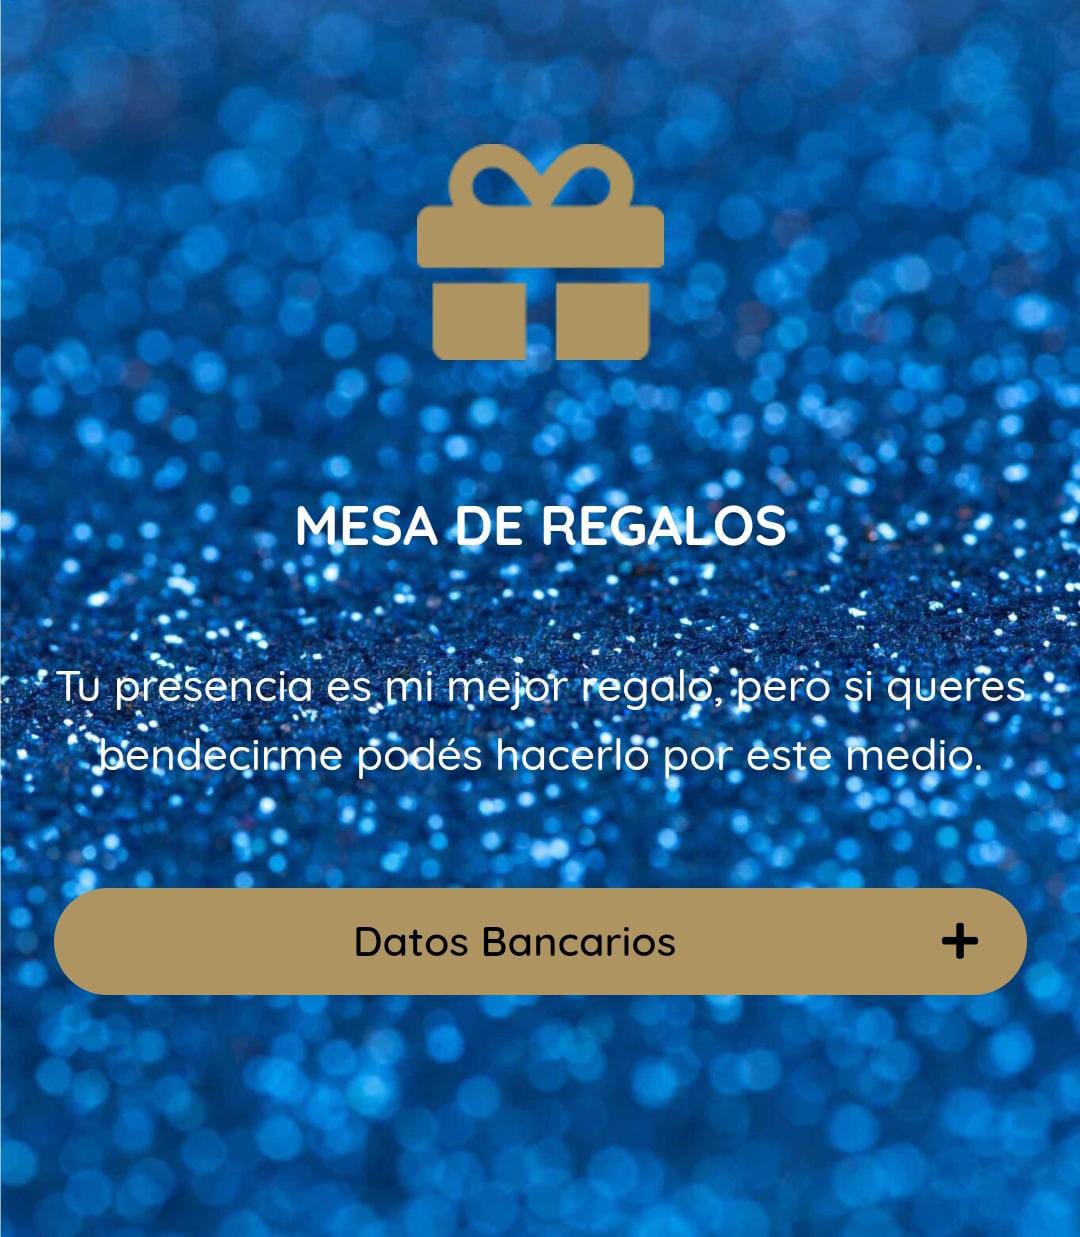 MESA DE REGALOS
Tu presencia es mi mejor regalo, pero si queres
bendecirme podés hacerlo por este medio.
Datos Bancarios